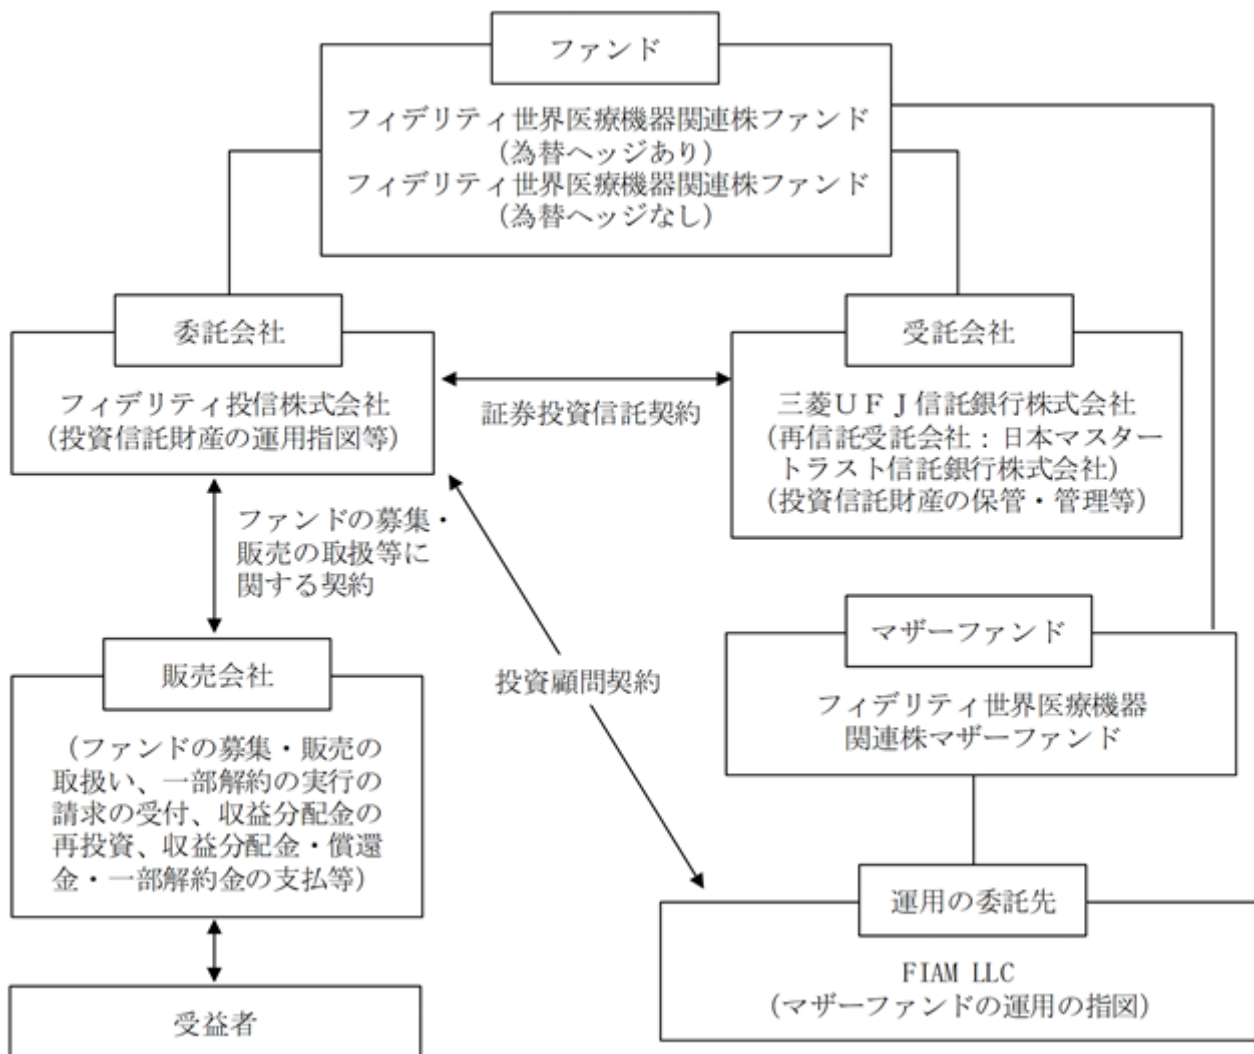 ファンド
フィデリティ世界医療機器関連株ファンド
（為替ヘッジあり）
フィデリティ世界医療機器関連株ファンド
（為替ヘッジなし）
委託会社
フィデリティ投信株式会社
（投資信託財産の運用指図等）
証券投資信託契約
受託会社
三菱ＵＦＪ信託銀行株式会社
（再信託受託会社：日本マスター
トラスト信託銀行株式会社）
（投資信託財産の保管・管理等）
ファンドの募集・
販売の取扱等に
関する契約
投資顧問契約
マザーファンド
フィデリティ世界医療機器
関連株マザーファンド
販売会社
（ファンドの募集・販売の
取扱い、一部解約の実行の
請求の受付、収益分配金の
再投資、収益分配金・償還
金・一部解約金の支払等）
運用の委託先
FIAM LLC
（マザーファンドの運用の指図）
受益者